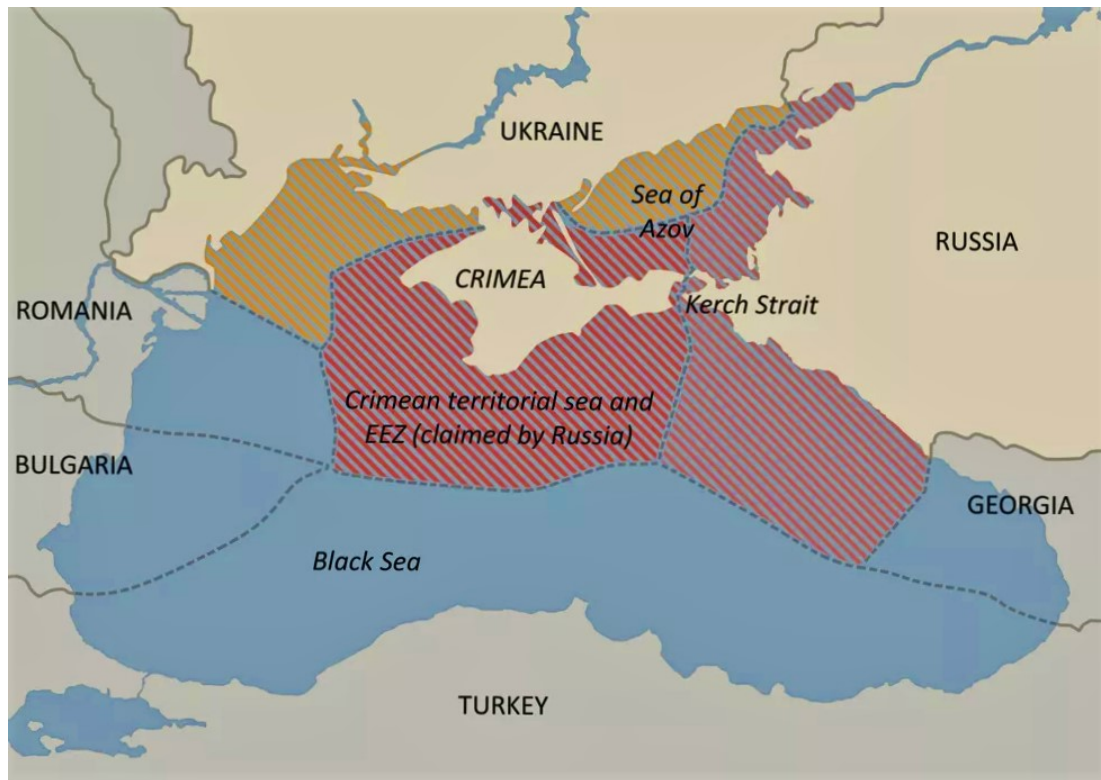 UKRAINE
Sea of
Azov
RUSSIA
CRIMEA
ROMANIA
Kerch Strait
Crimean territorial sea and
EEZ (claimed by Russia)
BULGARIA
GEORGIA
Black Sea
TURKEY